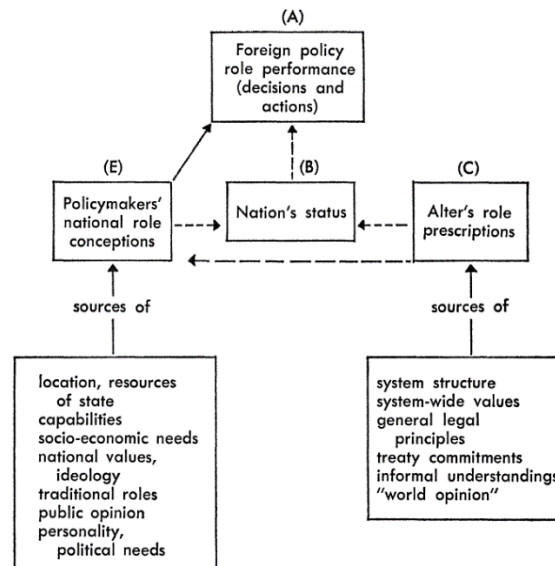 (A)
Foreign policy
role performance
(decisions and
actions)
(E)
(B)
(C)
Policymakers'
national role
conceptions
Nation's status
Alter's role
prescriptions
sources of
sources of
location, resources
of state
capabilities
socio-economic needs
national values,
ideology
traditional roles
public opinion
personality,
political needs
system structure
system-wide values
general legal
principles
treaty commitments
informal understandings
"world opinion"